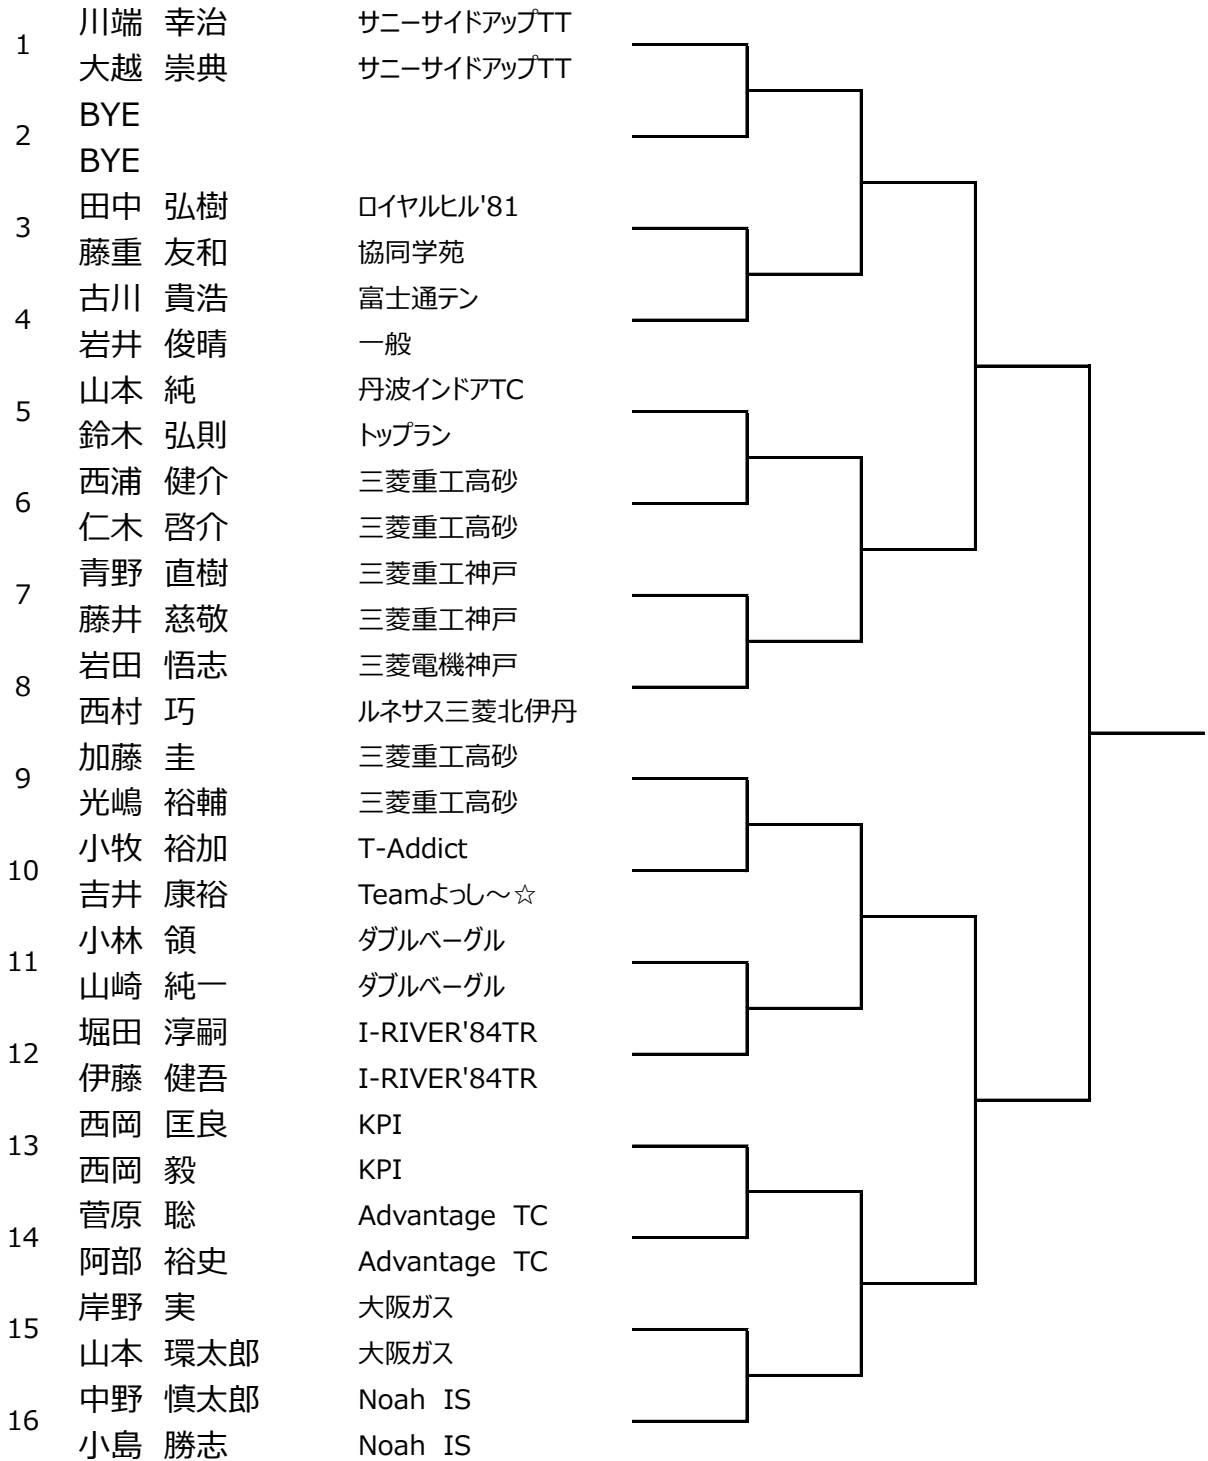 1 川端 幸治 サニーサイドアップTT
大越 崇典 サニーサイドアップTT
2 BYE
BYE
3 田中 弘樹 ロイヤルヒル'81
藤重 友和 協同学苑
4 古川 貴浩 富士通テン
岩井 俊晴 一般
5 山本 純 丹波インドアTC
鈴木 弘則 トップラン
6 西浦 健介 三菱重工高砂
仁木 啓介 三菱重工高砂
7 青野 直樹 三菱重工神戸
藤井 慈敬 三菱重工神戸
8 岩田 悟志 三菱電機神戸
西村 巧 ルネサス三菱北伊丹
9 加藤 圭 三菱重工高砂
光嶋 裕輔 三菱重工高砂
10 小牧 裕加 T-Addict
吉井 康裕 Teamよっし～☆
11 小林 領 ダブルベーグル
山崎 純一 ダブルベーグル
12 堀田 淳嗣 I-RIVER'84TR
伊藤 健吾 I-RIVER'84TR
13 西岡 匡良 KPI
西岡 毅 KPI
14 菅原 聡 Advantage TC
阿部 裕史 Advantage TC
15 岸野 実 大阪ガス
山本 環太郎 大阪ガス
16 中野 慎太郎 Noah IS
小島 勝志 Noah IS